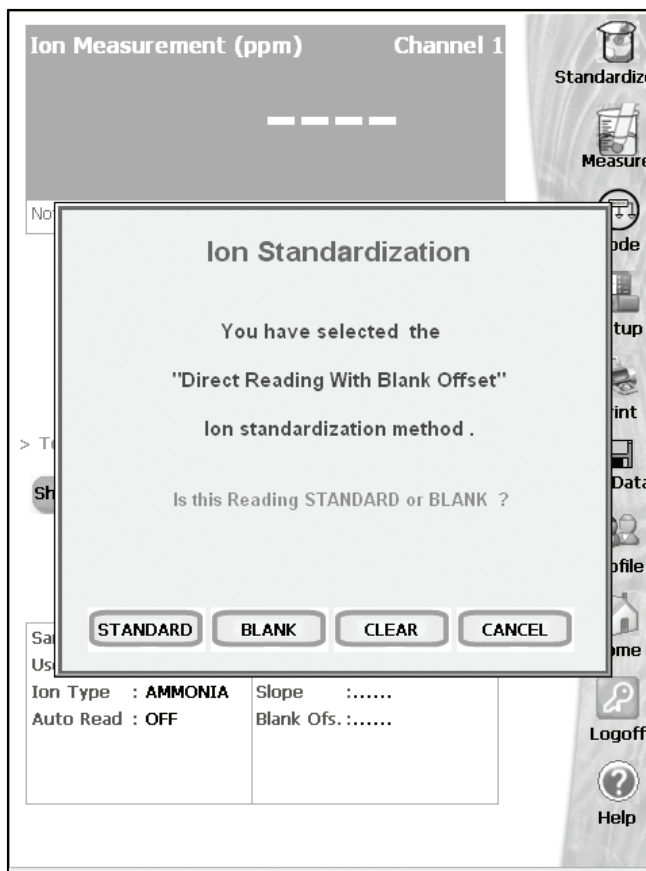 Ion Measurement (ppm) Channel 1
Standardize
Measure
Ion Standardization
You have selected the
"Direct Reading With Blank Offset"
Ion standardization method .
Is this Reading STANDARD or BLANK ?
STANDARD BLANK CLEAR CANCEL
Ion Type : AMMONIA Slope :......
Auto Read : OFF Blank Ofs. :......
Logoff
Help